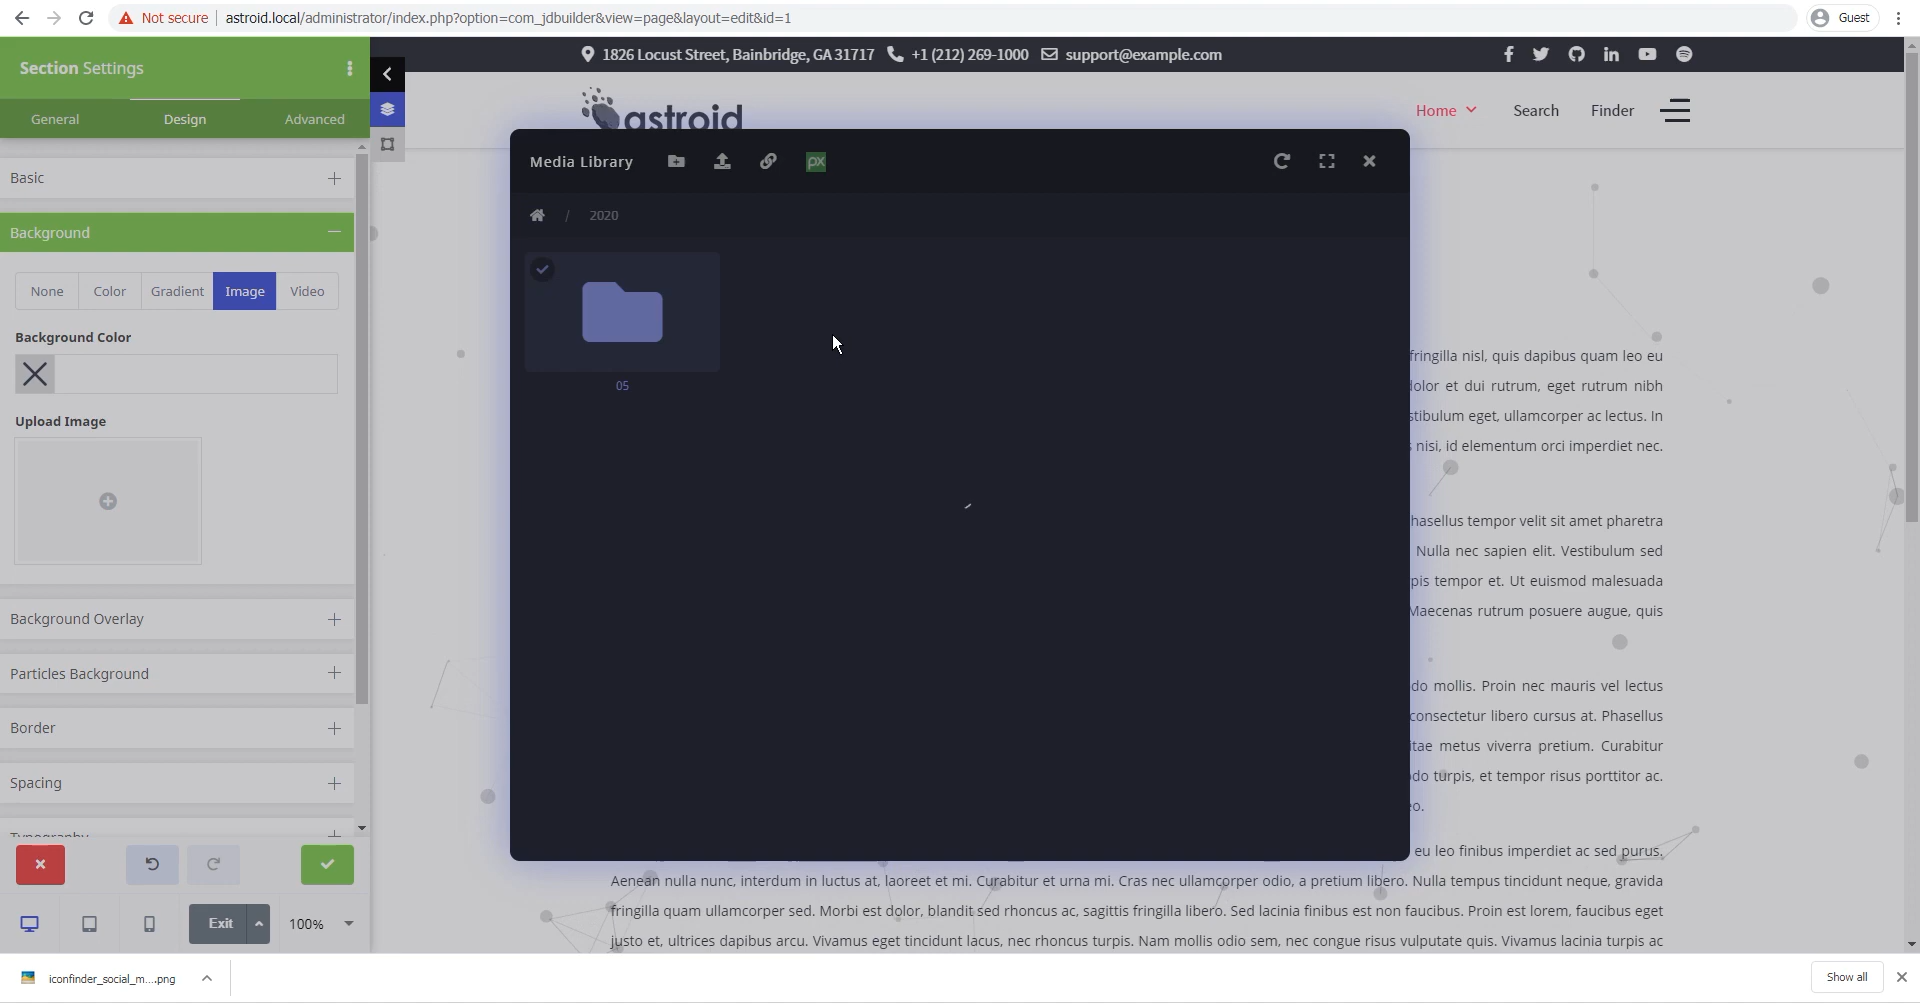 Not secure
astroid.local/administrator/index.php?option=com_jdbuilder&view=page&layout=edit&id=1
Guest
Section Settings
General
Design
Advanced
Basic
Background
None
Color
Gradient
Image
Video
Background Color
Upload Image
Background Overlay
Particles Background
Border
Spacing
Typography
Exit
100%
1826 Locust Street, Bainbridge, GA 31717
+1 (212) 269-1000
support@example.com
astroid
Home
Search
Finder
Media Library
px
/ 2020
05
fringilla nisl, quis dapibus quam leo eu
dolor et dui rutrum, eget rutrum nibh
stibulum eget, ullamcorper ac lectus. In
nisi, id elementum orci imperdiet nec.
hasellus tempor velit sit amet pharetra
Nulla nec sapien elit. Vestibulum sed
pis tempor et. Ut euismod malesuada
Maecenas rutrum posuere augue, quis
do mollis. Proin nec mauris vel lectus
consectetur libero cursus at. Phasellus
itae metus viverra pretium. Curabitur
odo turpis, et tempor risus porttitor ac.
eo.
eu leo finibus imperdiet ac sed purus.
Aenean nulla nunc, interdum in luctus at, laoreet et mi. Curabitur et urna mi. Cras nec ullamcorper odio, a pretium libero. Nulla tempus tincidunt neque, gravida
fringilla quam ullamcorper sed. Morbi est dolor, blandit sed rhoncus ac, sagittis fringilla libero. Sed lacinia finibus est non faucibus. Proin est lorem, faucibus eget
justo et, ultrices dapibus arcu. Vivamus eget tincidunt lacus, nec rhoncus turpis. Nam mollis odio sem, nec congue risus vulputate quis. Vivamus lacinia turpis ac
iconfinder_social_m....png
Show all